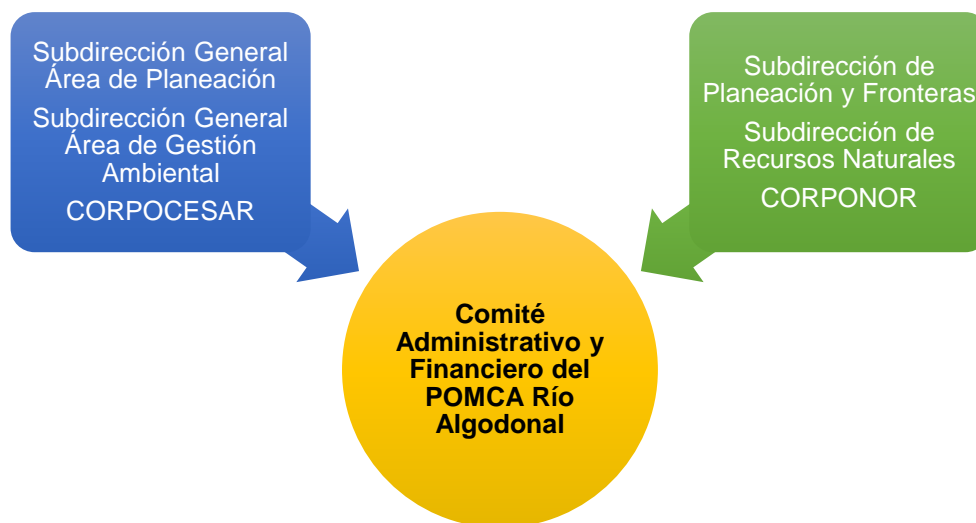 Subdirección General
Área de Planeación
Subdirección General
Área de Gestión
Ambiental
CORPOCESAR
Subdirección de
Planeación y Fronteras
Subdirección de
Recursos Naturales
CORPONOR
Comité
Administrativo y
Financiero del
POMCA Río
Algodonal